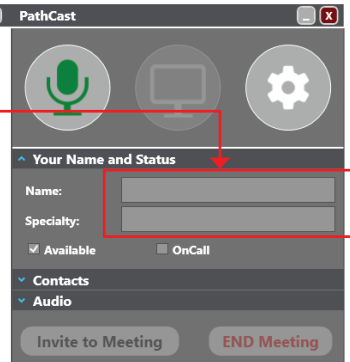 PathCast
Your Name and Status
Name:
Specialty:
Available OnCall
Contacts
Audio
Invite to Meeting END Meeting